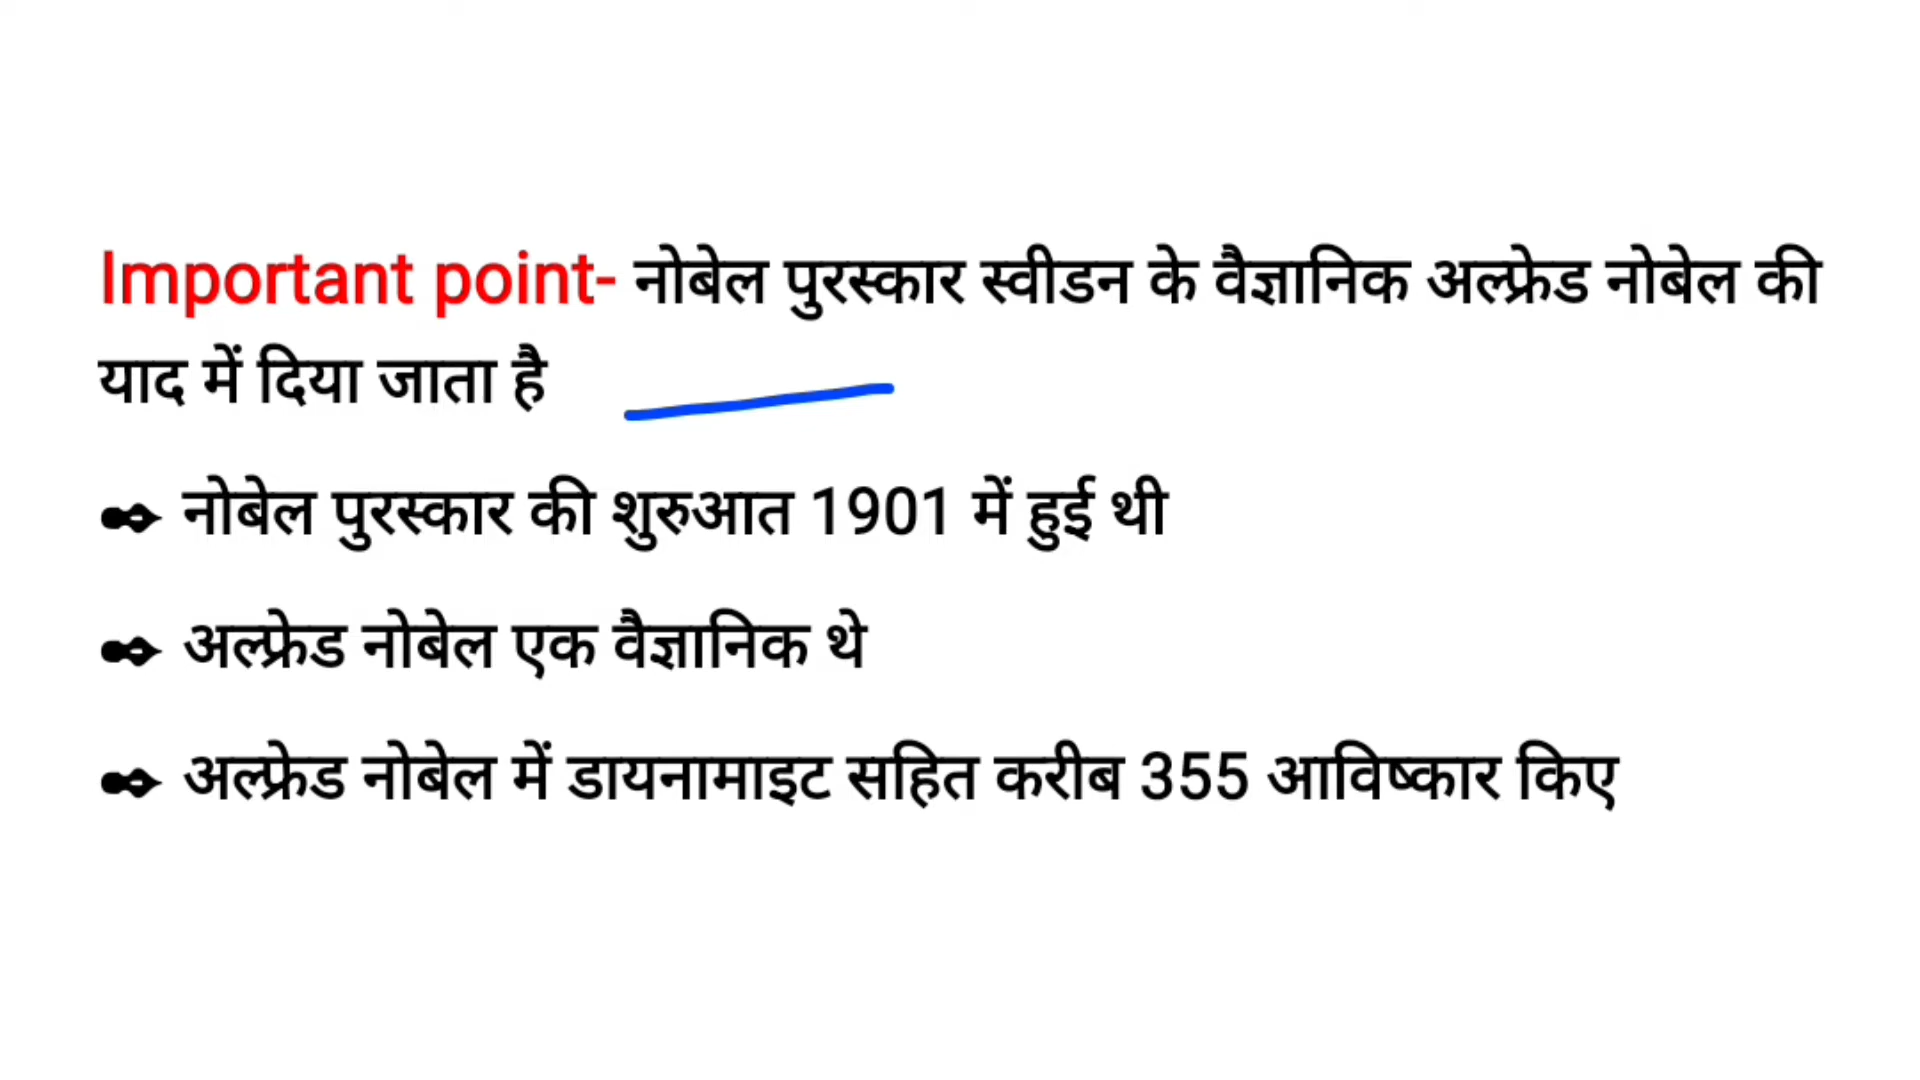 Important point- नोबेल पुरस्कार स्वीडन के वैज्ञानिक अल्फ्रेड नोबेल की
याद में दिया जाता है
✒ नोबेल पुरस्कार की शुरुआत 1901 में हुई थी
✒ अल्फ्रेड नोबेल एक वैज्ञानिक थे
✒ अल्फ्रेड नोबेल में डायनामाइट सहित करीब 355 आविष्कार किए